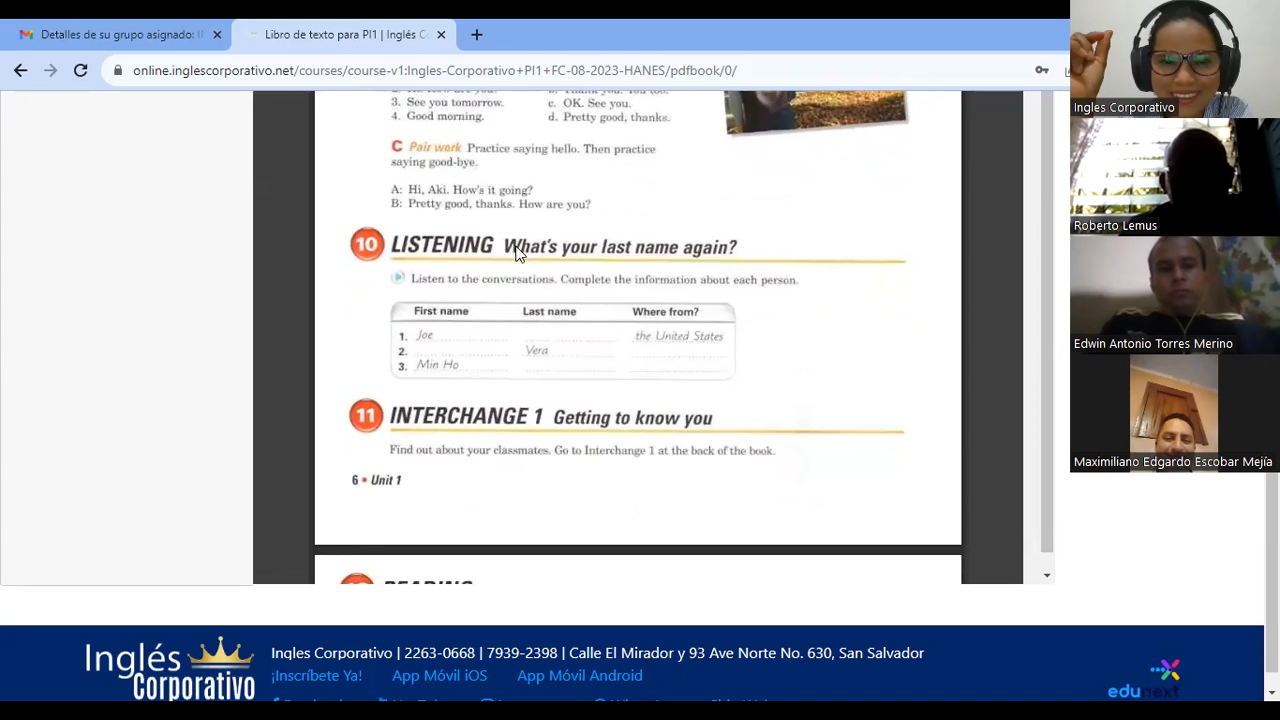 Detalles de su grupo asignado: I
Libro de texto para PI1 | Inglés C
online.inglescorporativo.net/courses/course-v1:Ingles-Corporativo+PI1+FC-08-2023-HANES/pdfbook/0/
3. See you tomorrow.
c. OK. See you.
4. Good morning.
d. Pretty good, thanks.
C Pair work Practice saying hello. Then practice
saying good-bye.
A: Hi, Aki. How's it going?
B: Pretty good, thanks. How are you?
10 LISTENING What's your last name again?
Listen to the conversations. Complete the information about each person.
First name Last name Where from?
1. Joe the United States
2. Vera
3. Min Ho
11 INTERCHANGE 1 Getting to know you
Find out about your classmates. Go to Interchange 1 at the back of the book.
6 • Unit 1
Inglés Corporativo
Ingles Corporativo | 2263-0668 | 7939-2398 | Calle El Mirador y 93 Ave Norte No. 630, San Salvador
¡Inscríbete Ya! App Móvil iOS App Móvil Android
edunext
Ingles Corporativo
Roberto Lemus
Edwin Antonio Torres Merino
Maximiliano Edgardo Escobar Mejía